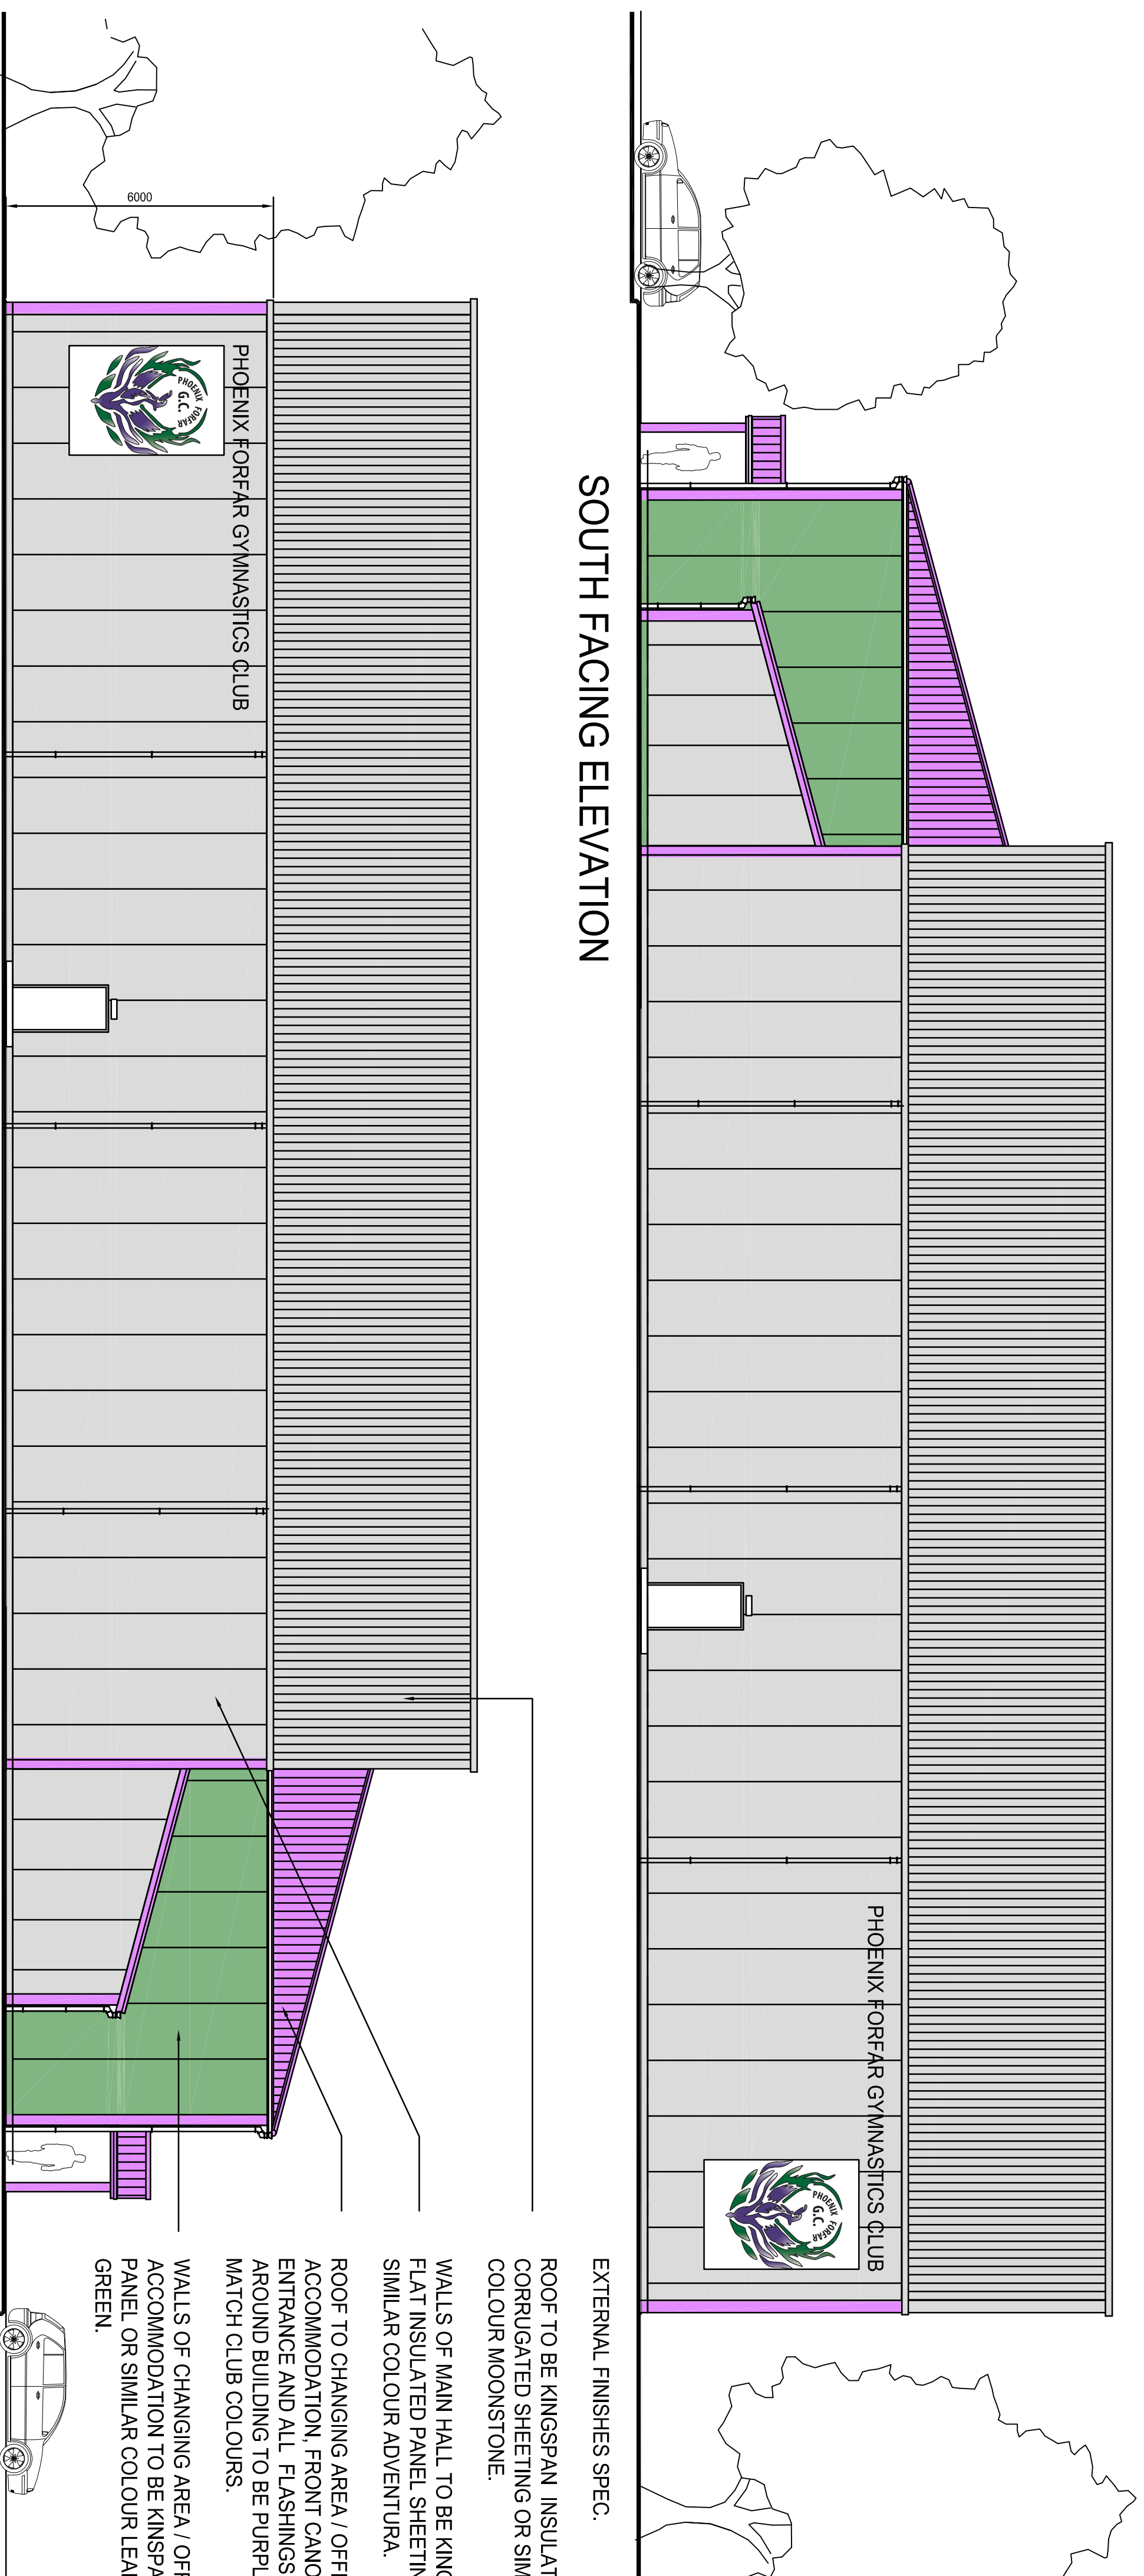 PHOENIX FORFAR GYMNASTICS CLUB
PHOENIX FORFAR
G.C.
SOUTH FACING ELEVATION
6000
PHOENIX FORFAR GYMNASTICS CLUB
PHOENIX FORFAR
G.C.
EXTERNAL FINISHES SPEC.
ROOF TO BE KINGSPAN INSULAT
CORRUGATED SHEETING OR SIM
COLOUR MOONSTONE.
WALLS OF MAIN HALL TO BE KING
FLAT INSULATED PANEL SHEETIN
SIMILAR COLOUR ADVENTURA.
ROOF TO CHANGING AREA / OFFI
ACCOMMODATION, FRONT CANO
ENTRANCE AND ALL FLASHINGS
AROUND BUILDING TO BE PURPL
MATCH CLUB COLOURS.
WALLS OF CHANGING AREA / OFF
ACCOMMODATION TO BE KINSPA
PANEL OR SIMILAR COLOUR LEA
GREEN.